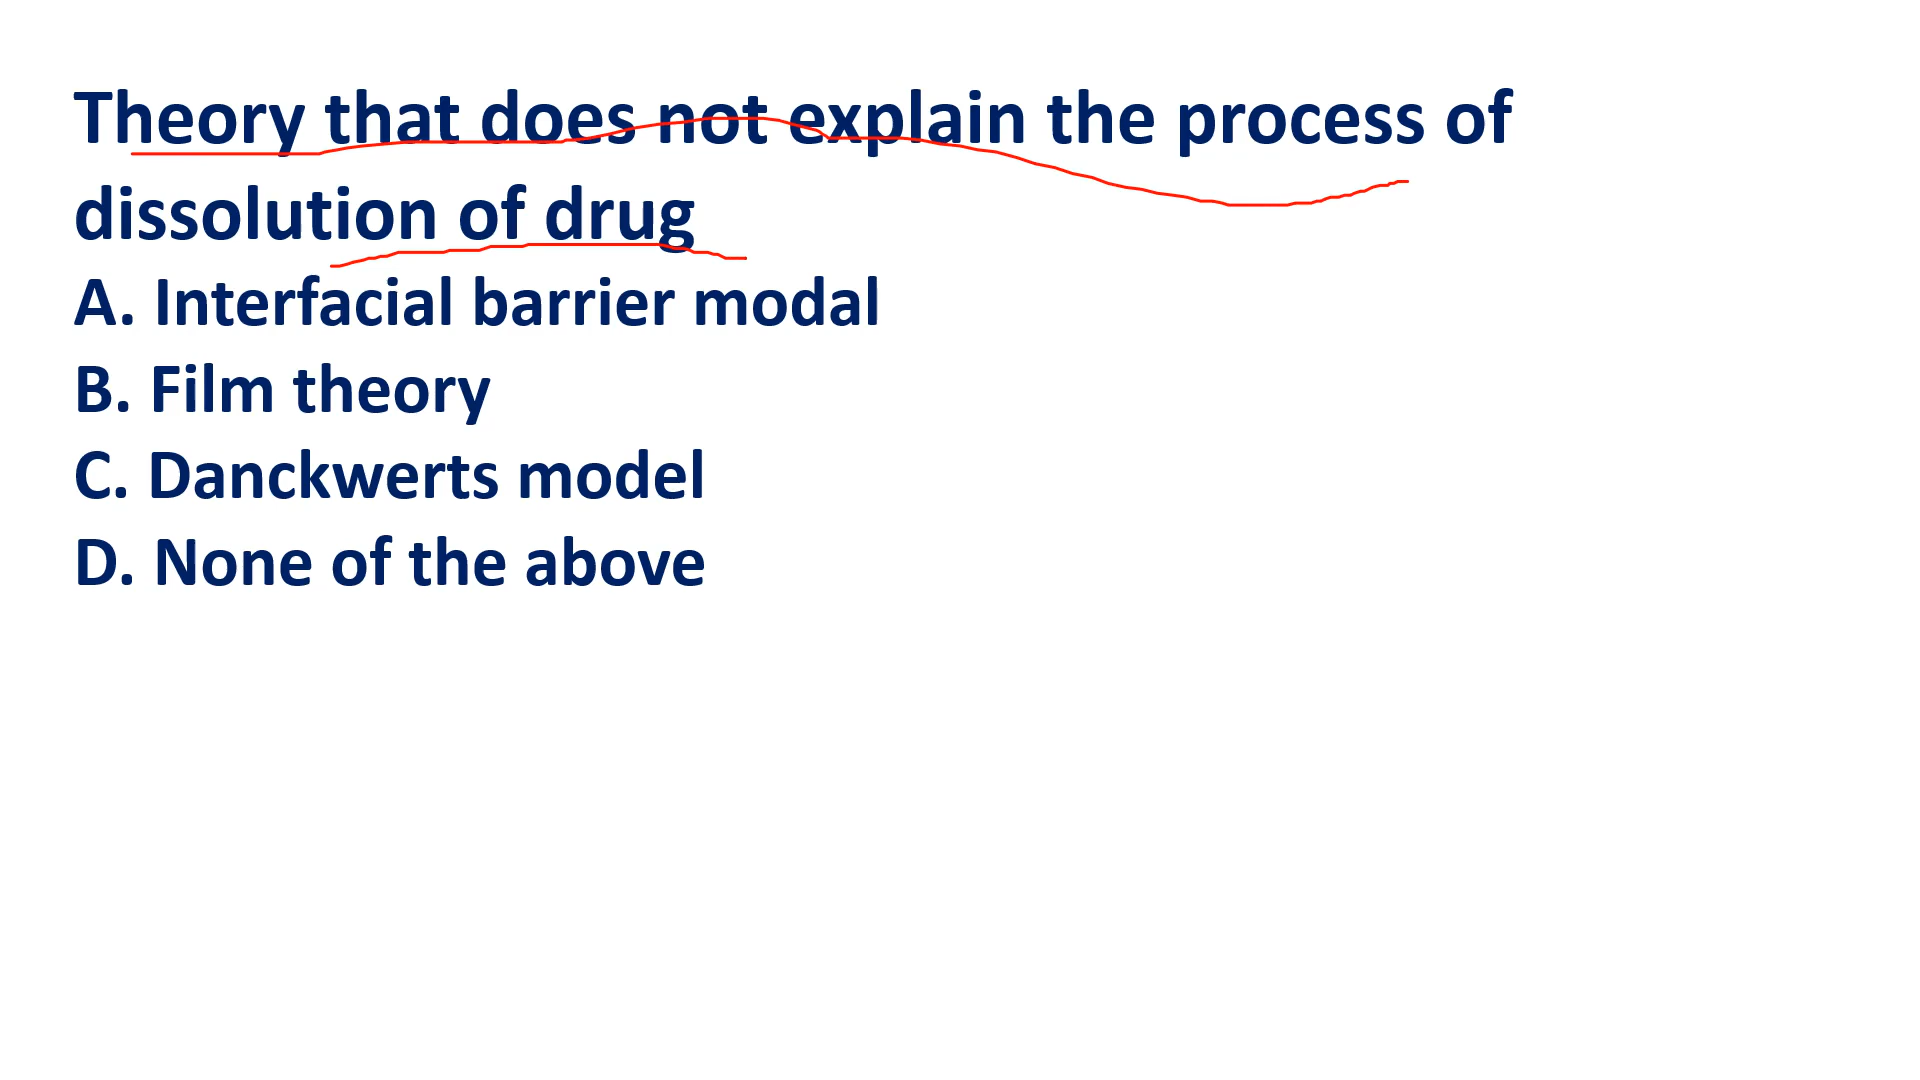 Theory that does not explain the process of
dissolution of drug
A. Interfacial barrier modal
B. Film theory
C. Danckwerts model
D. None of the above